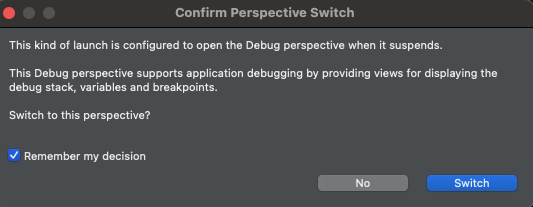 Confirm Perspective Switch
This kind of launch is configured to open the Debug perspective when it suspends.
This Debug perspective supports application debugging by providing views for displaying the
debug stack, variables and breakpoints.
Switch to this perspective?
Remember my decision
No
Switch